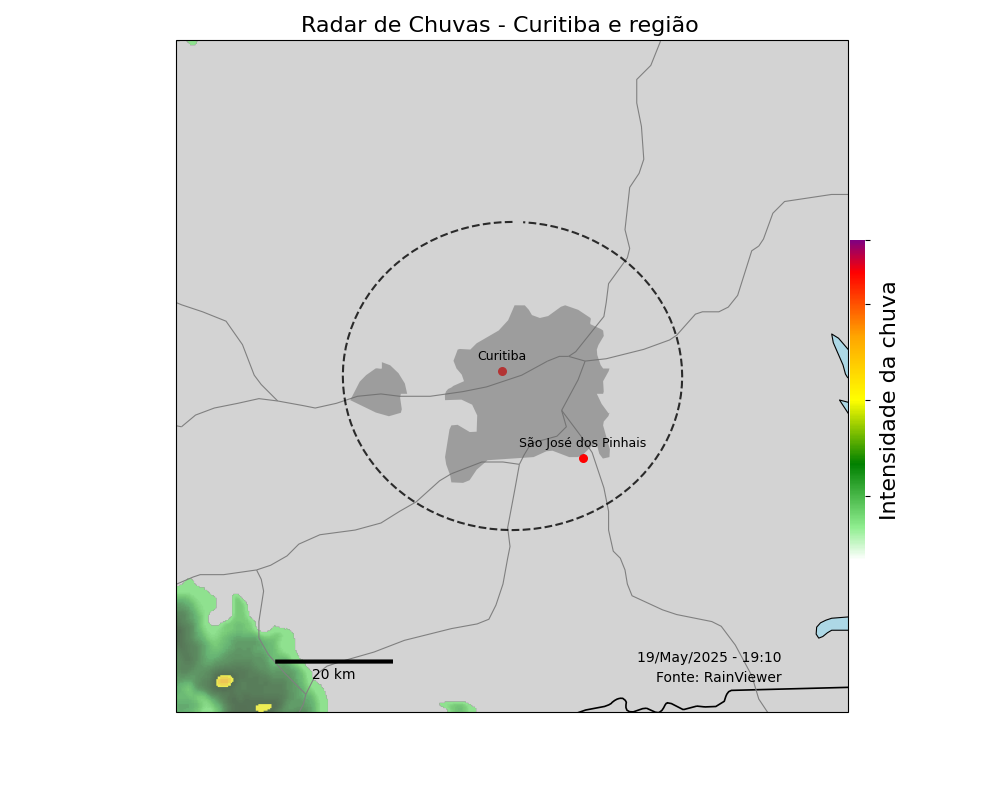 Radar de Chuvas - Curitiba e região
Curitiba
São José dos Pinhais
Intensidade da chuva
19/May/2025 - 19:10
20 km
Fonte: RainViewer